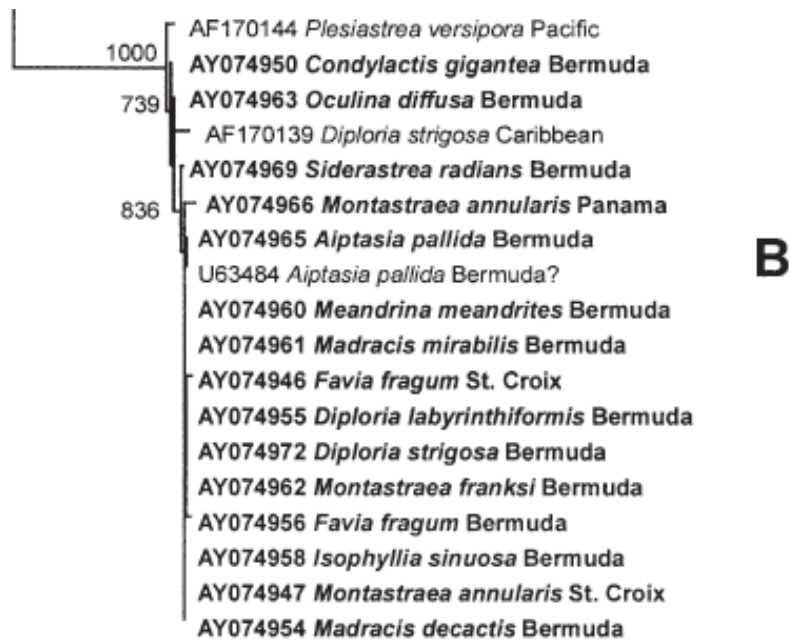 AF170144 Plesiastrea versipora Pacific
1000
AY074950 Condylactis gigantea Bermuda
739
AY074963 Oculina diffusa Bermuda
AF170139 Diploria strigosa Caribbean
AY074969 Siderastrea radians Bermuda
836
AY074966 Montastraea annularis Panama
AY074965 Aiptasia pallida Bermuda
B
U63484 Aiptasia pallida Bermuda?
AY074960 Meandrina meandrites Bermuda
AY074961 Madracis mirabilis Bermuda
AY074946 Favia fragum St. Croix
AY074955 Diploria labyrinthiformis Bermuda
AY074972 Diploria strigosa Bermuda
AY074962 Montastraea franksi Bermuda
AY074956 Favia fragum Bermuda
AY074958 Isophyllia sinuosa Bermuda
AY074947 Montastraea annularis St. Croix
AY074954 Madracis decactis Bermuda